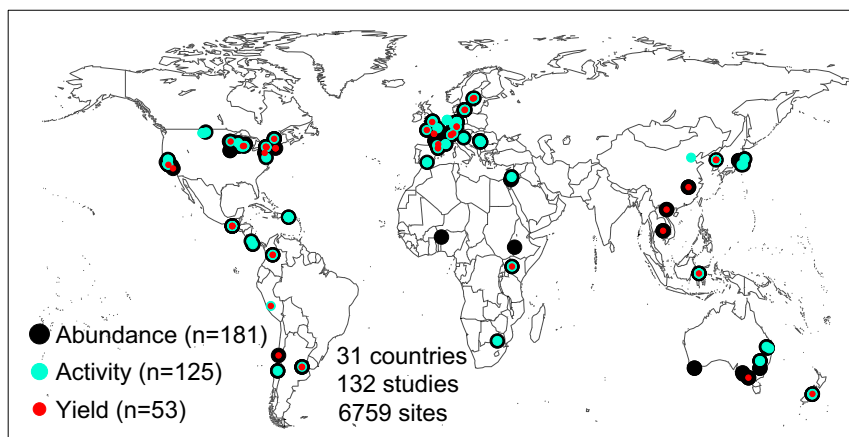 Abundance (n=181)
Activity (n=125)
Yield (n=53)
31 countries
132 studies
6759 sites